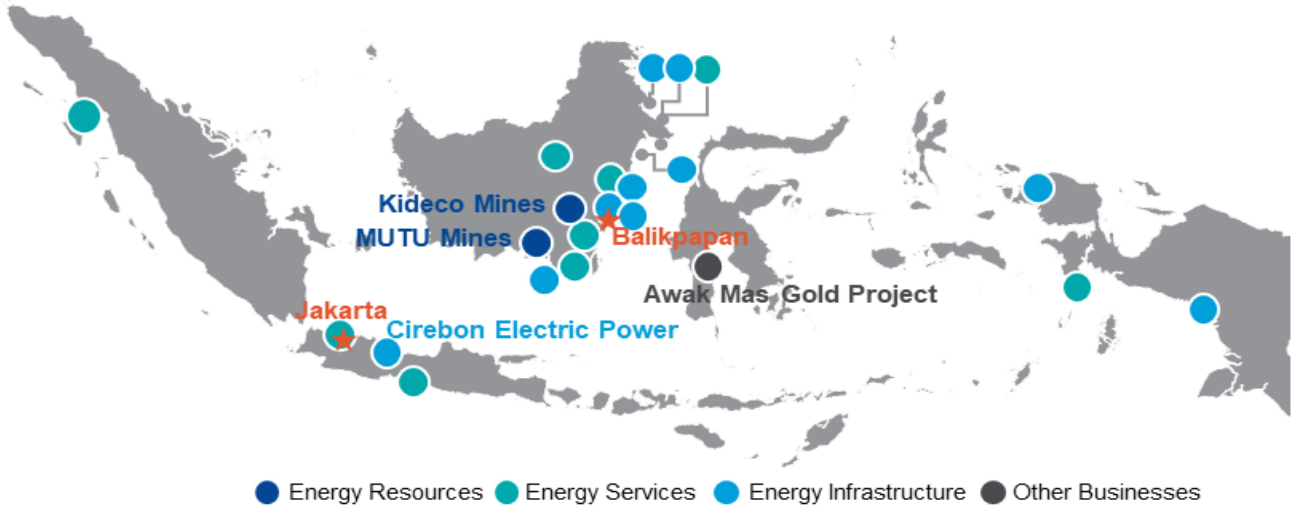 Kideco Mines
MUTU Mines
Balikpapan
Awak Mas Gold Project
Jakarta
Cirebon Electric Power
Energy Resources
Energy Services
Energy Infrastructure
Other Businesses